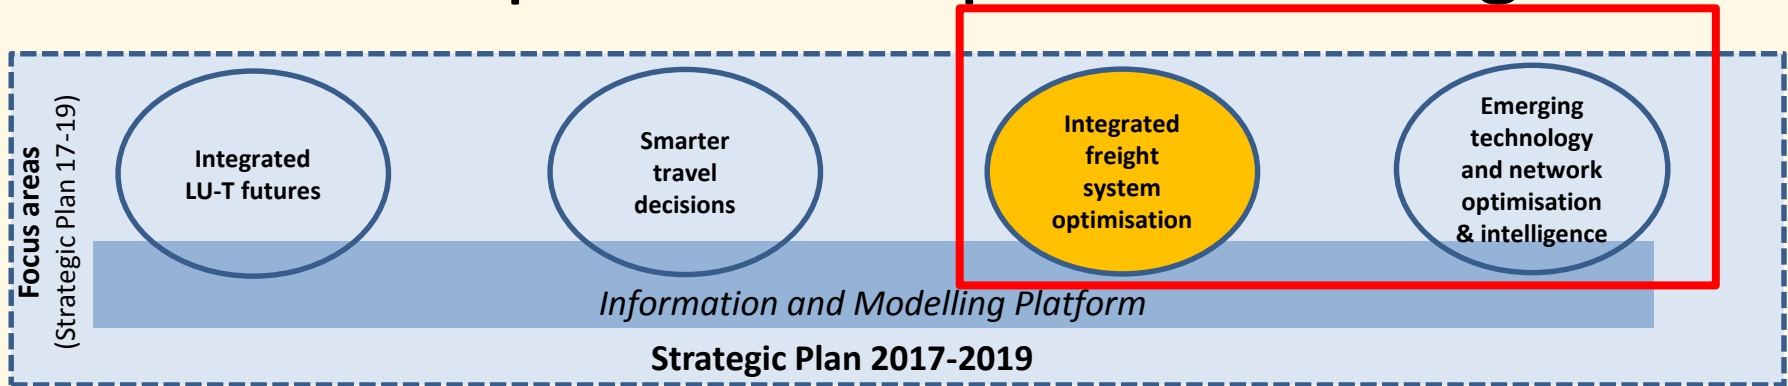 Focus areas
(Strategic Plan 17-19)
Integrated
LU-T futures
Smarter
travel
decisions
Integrated
freight
system
optimisation
Emerging
technology
and network
optimisation
& intelligence
Information and Modelling Platform
Strategic Plan 2017-2019